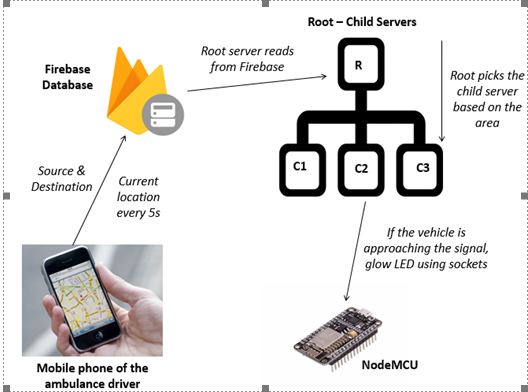 Root – Child Servers
Firebase
Database
Root server reads
from Firebase
R
Root picks the
child server
based on the
area
Source &
Destination
Current
location
every 5s
C1
C2
C3
If the vehicle is
approaching the signal,
glow LED using sockets
Mobile phone of the
ambulance driver
NodeMCU